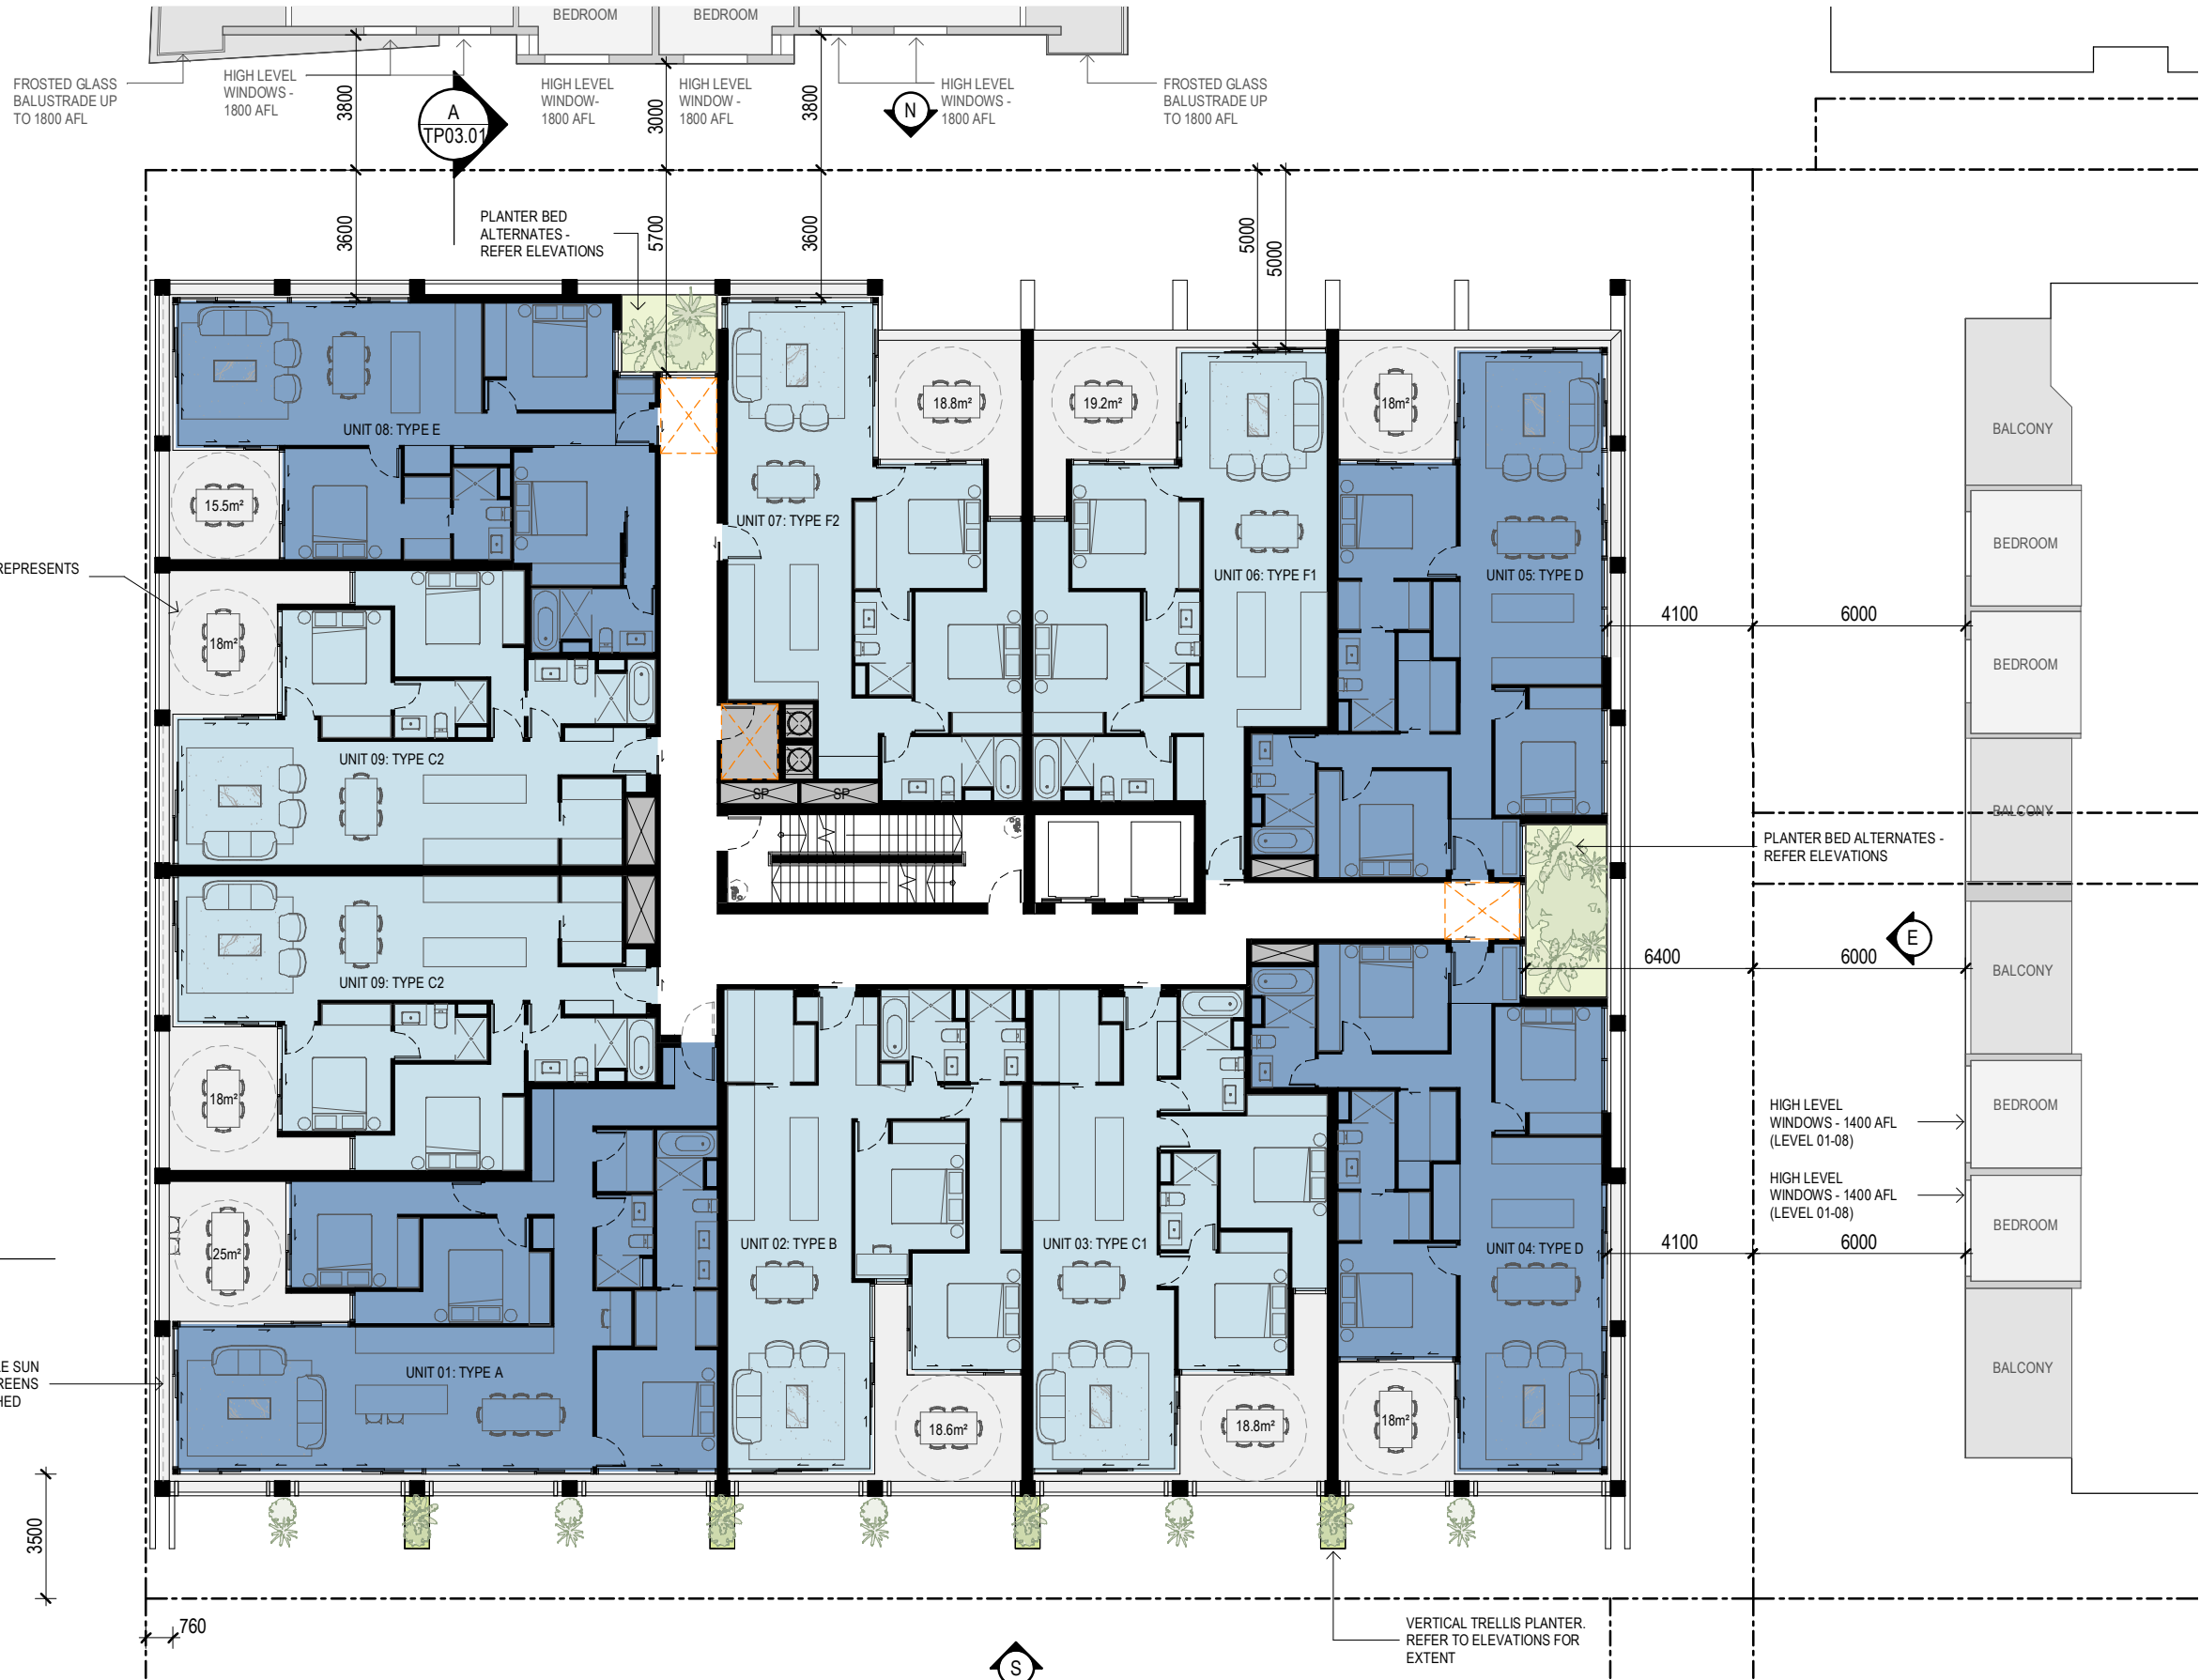 BEDROOM
BEDROOM
FROSTED GLASS
BALUSTRADE UP
TO 1800 AFL
HIGH LEVEL
WINDOWS -
1800 AFL
3800
A
TP03.01
HIGH LEVEL
WINDOW-
1800 AFL
3000
HIGH LEVEL
WINDOW -
1800 AFL
3800
N
HIGH LEVEL
WINDOWS -
1800 AFL
FROSTED GLASS
BALUSTRADE UP
TO 1800 AFL
3600
PLANTER BED
ALTERNATES -
REFER ELEVATIONS
5700
3600
5000
5000
UNIT 08: TYPE E
15.5m²
18.8m²
19.2m²
18m²
BALCONY
UNIT 07: TYPE F2
UNIT 06: TYPE F1
UNIT 05: TYPE D
BEDROOM
REPRESENTS
18m²
4100
6000
BEDROOM
UNIT 09: TYPE C2
SP
SP
BALCONY
PLANTER BED ALTERNATES -
REFER ELEVATIONS
UNIT 09: TYPE C2
6400
6000
E
BALCONY
18m²
HIGH LEVEL
WINDOWS - 1400 AFL
(LEVEL 01-08)
BEDROOM
HIGH LEVEL
WINDOWS - 1400 AFL
(LEVEL 01-08)
BEDROOM
25m²
UNIT 02: TYPE B
UNIT 03: TYPE C1
UNIT 04: TYPE D
4100
6000
E SUN
REENS
HED
UNIT 01: TYPE A
BALCONY
18.6m²
18.8m²
18m²
3500
760
VERTICAL TRELLIS PLANTER.
REFER TO ELEVATIONS FOR
EXTENT
S